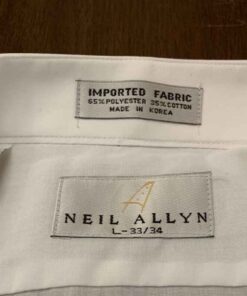 IMPORTED FABRIC
65% POLYESTER 35% COTTON
MADE IN KOREA
NEIL ALLYN
L-33/34